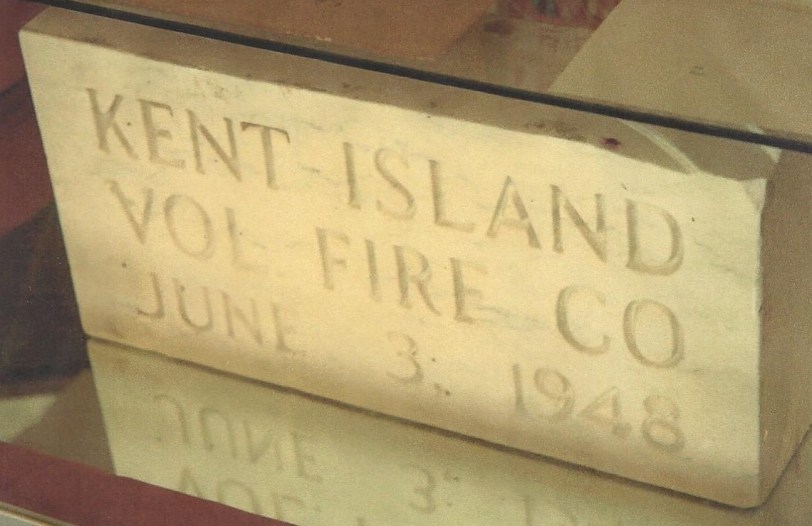 KENT ISLAND
VOL FIRE CO
JUNE 3, 1948